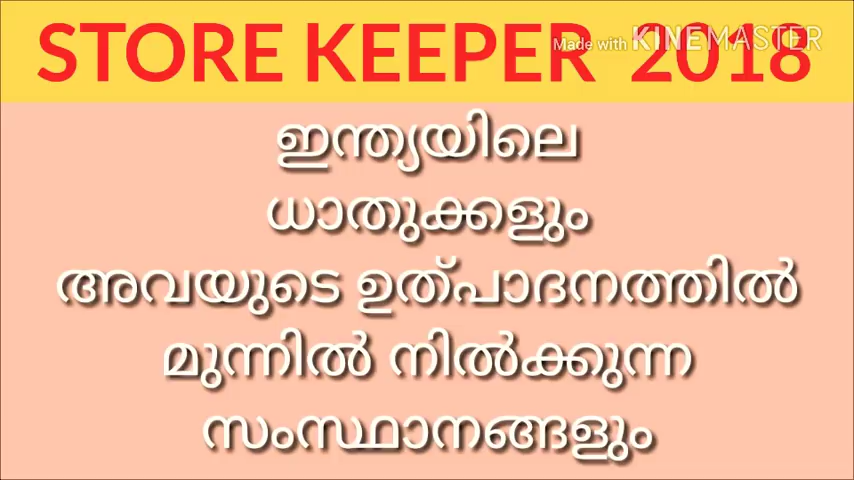 STORE KEEPER 2018
Made with KINEMASTER
ഇന്ത്യയിലെ
ധാതുക്കളും
അവയുടെ ഉത്പാദനത്തിൽ
മുന്നിൽ നിൽക്കുന്ന
സംസ്ഥാനങ്ങളും